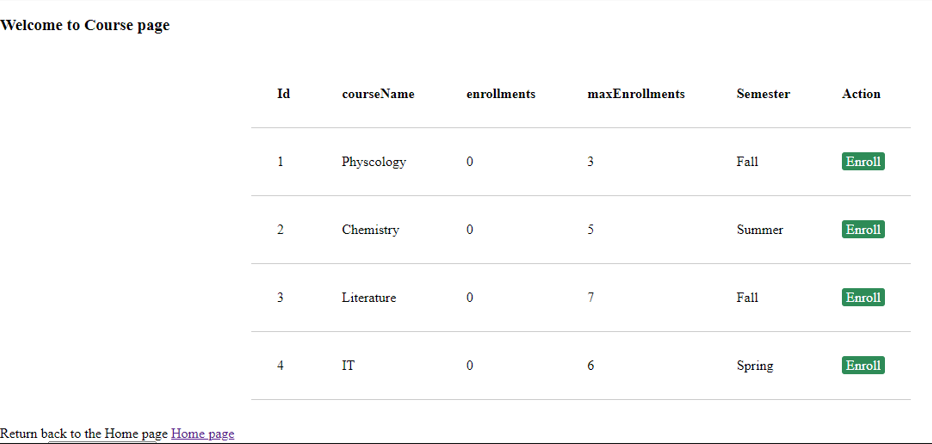 Welcome to Course page
Id courseName enrollments maxEnrollments Semester Action
1 Physcology 0 3 Fall Enroll
2 Chemistry 0 5 Summer Enroll
3 Literature 0 7 Fall Enroll
4 IT 0 6 Spring Enroll
Return back to the Home page Home page